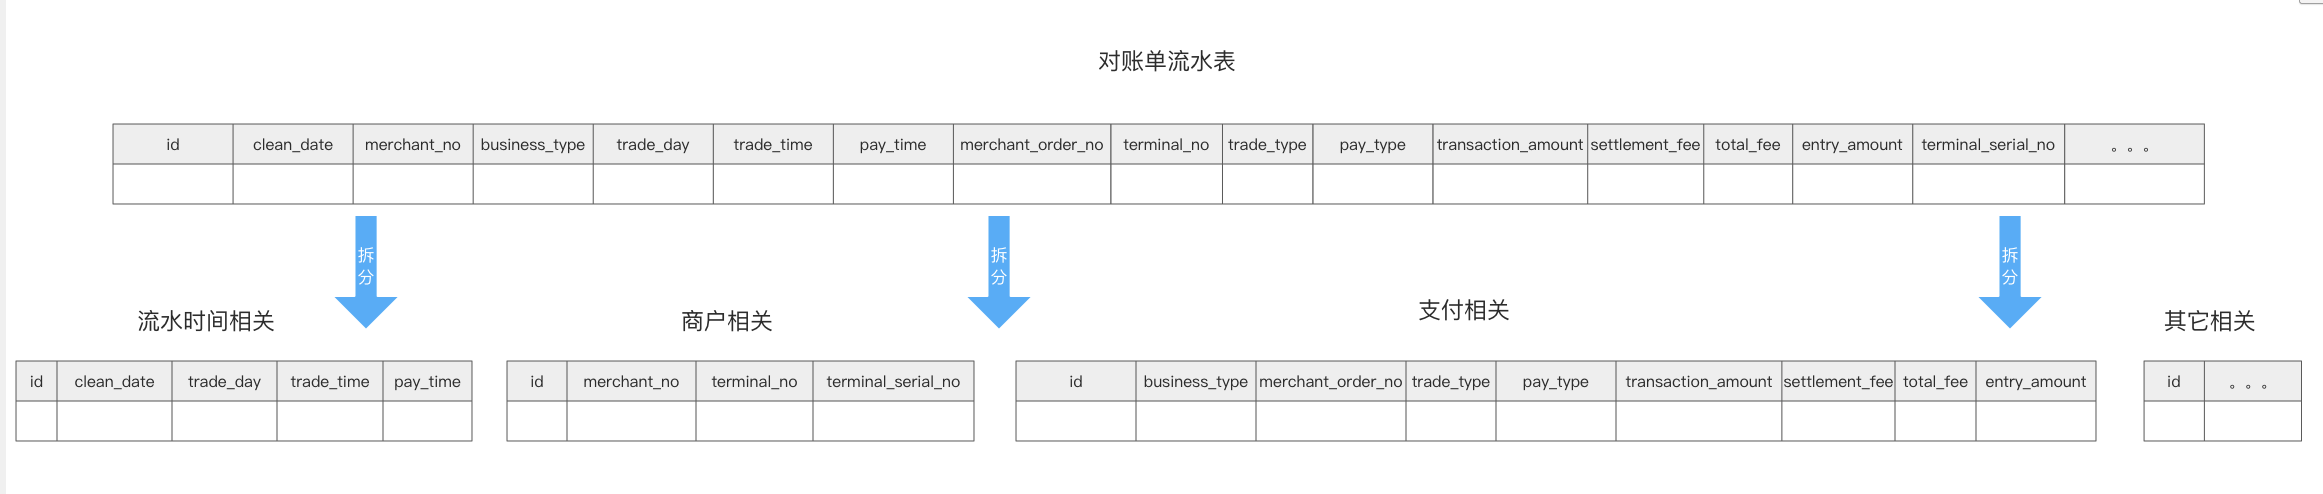 对账单流水表
id clean_date merchant_no business_type trade_day trade_time pay_time merchant_order_no terminal_no trade_type pay_type transaction_amount settlement_fee total_fee entry_amount terminal_serial_no 。。。
拆分
拆分
拆分
流水时间相关
商户相关
支付相关
其它相关
id clean_date trade_day trade_time pay_time
id merchant_no terminal_no terminal_serial_no
id business_type merchant_order_no trade_type pay_type transaction_amount settlement_fee total_fee entry_amount
id 。。。